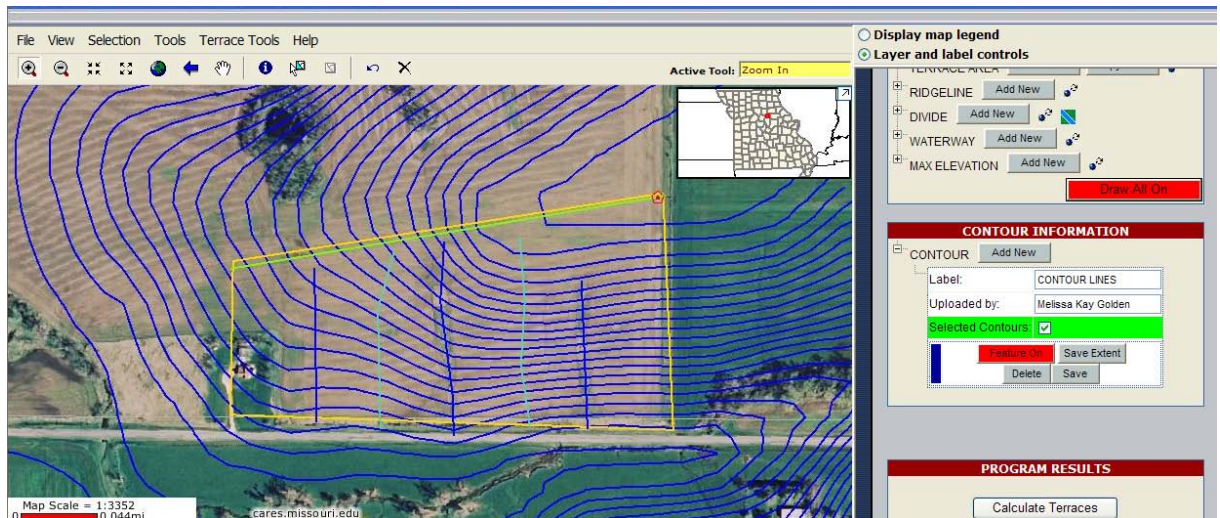 File View Selection Tools Terrace Tools Help
Active Tool: Zoom In
Display map legend
Layer and label controls
TERRACE AREA
RIDGELINE Add New
DIVIDE Add New
WATERWAY Add New
MAX ELEVATION Add New
Draw All On
CONTOUR INFORMATION
CONTOUR Add New
Label: CONTOUR LINES
Uploaded by: Melissa Kay Golden
Selected Contours:
Feature On Save Extent
Delete Save
PROGRAM RESULTS
Calculate Terraces
Map Scale = 1:3352
0 0.044mi
cares.missouri.edu